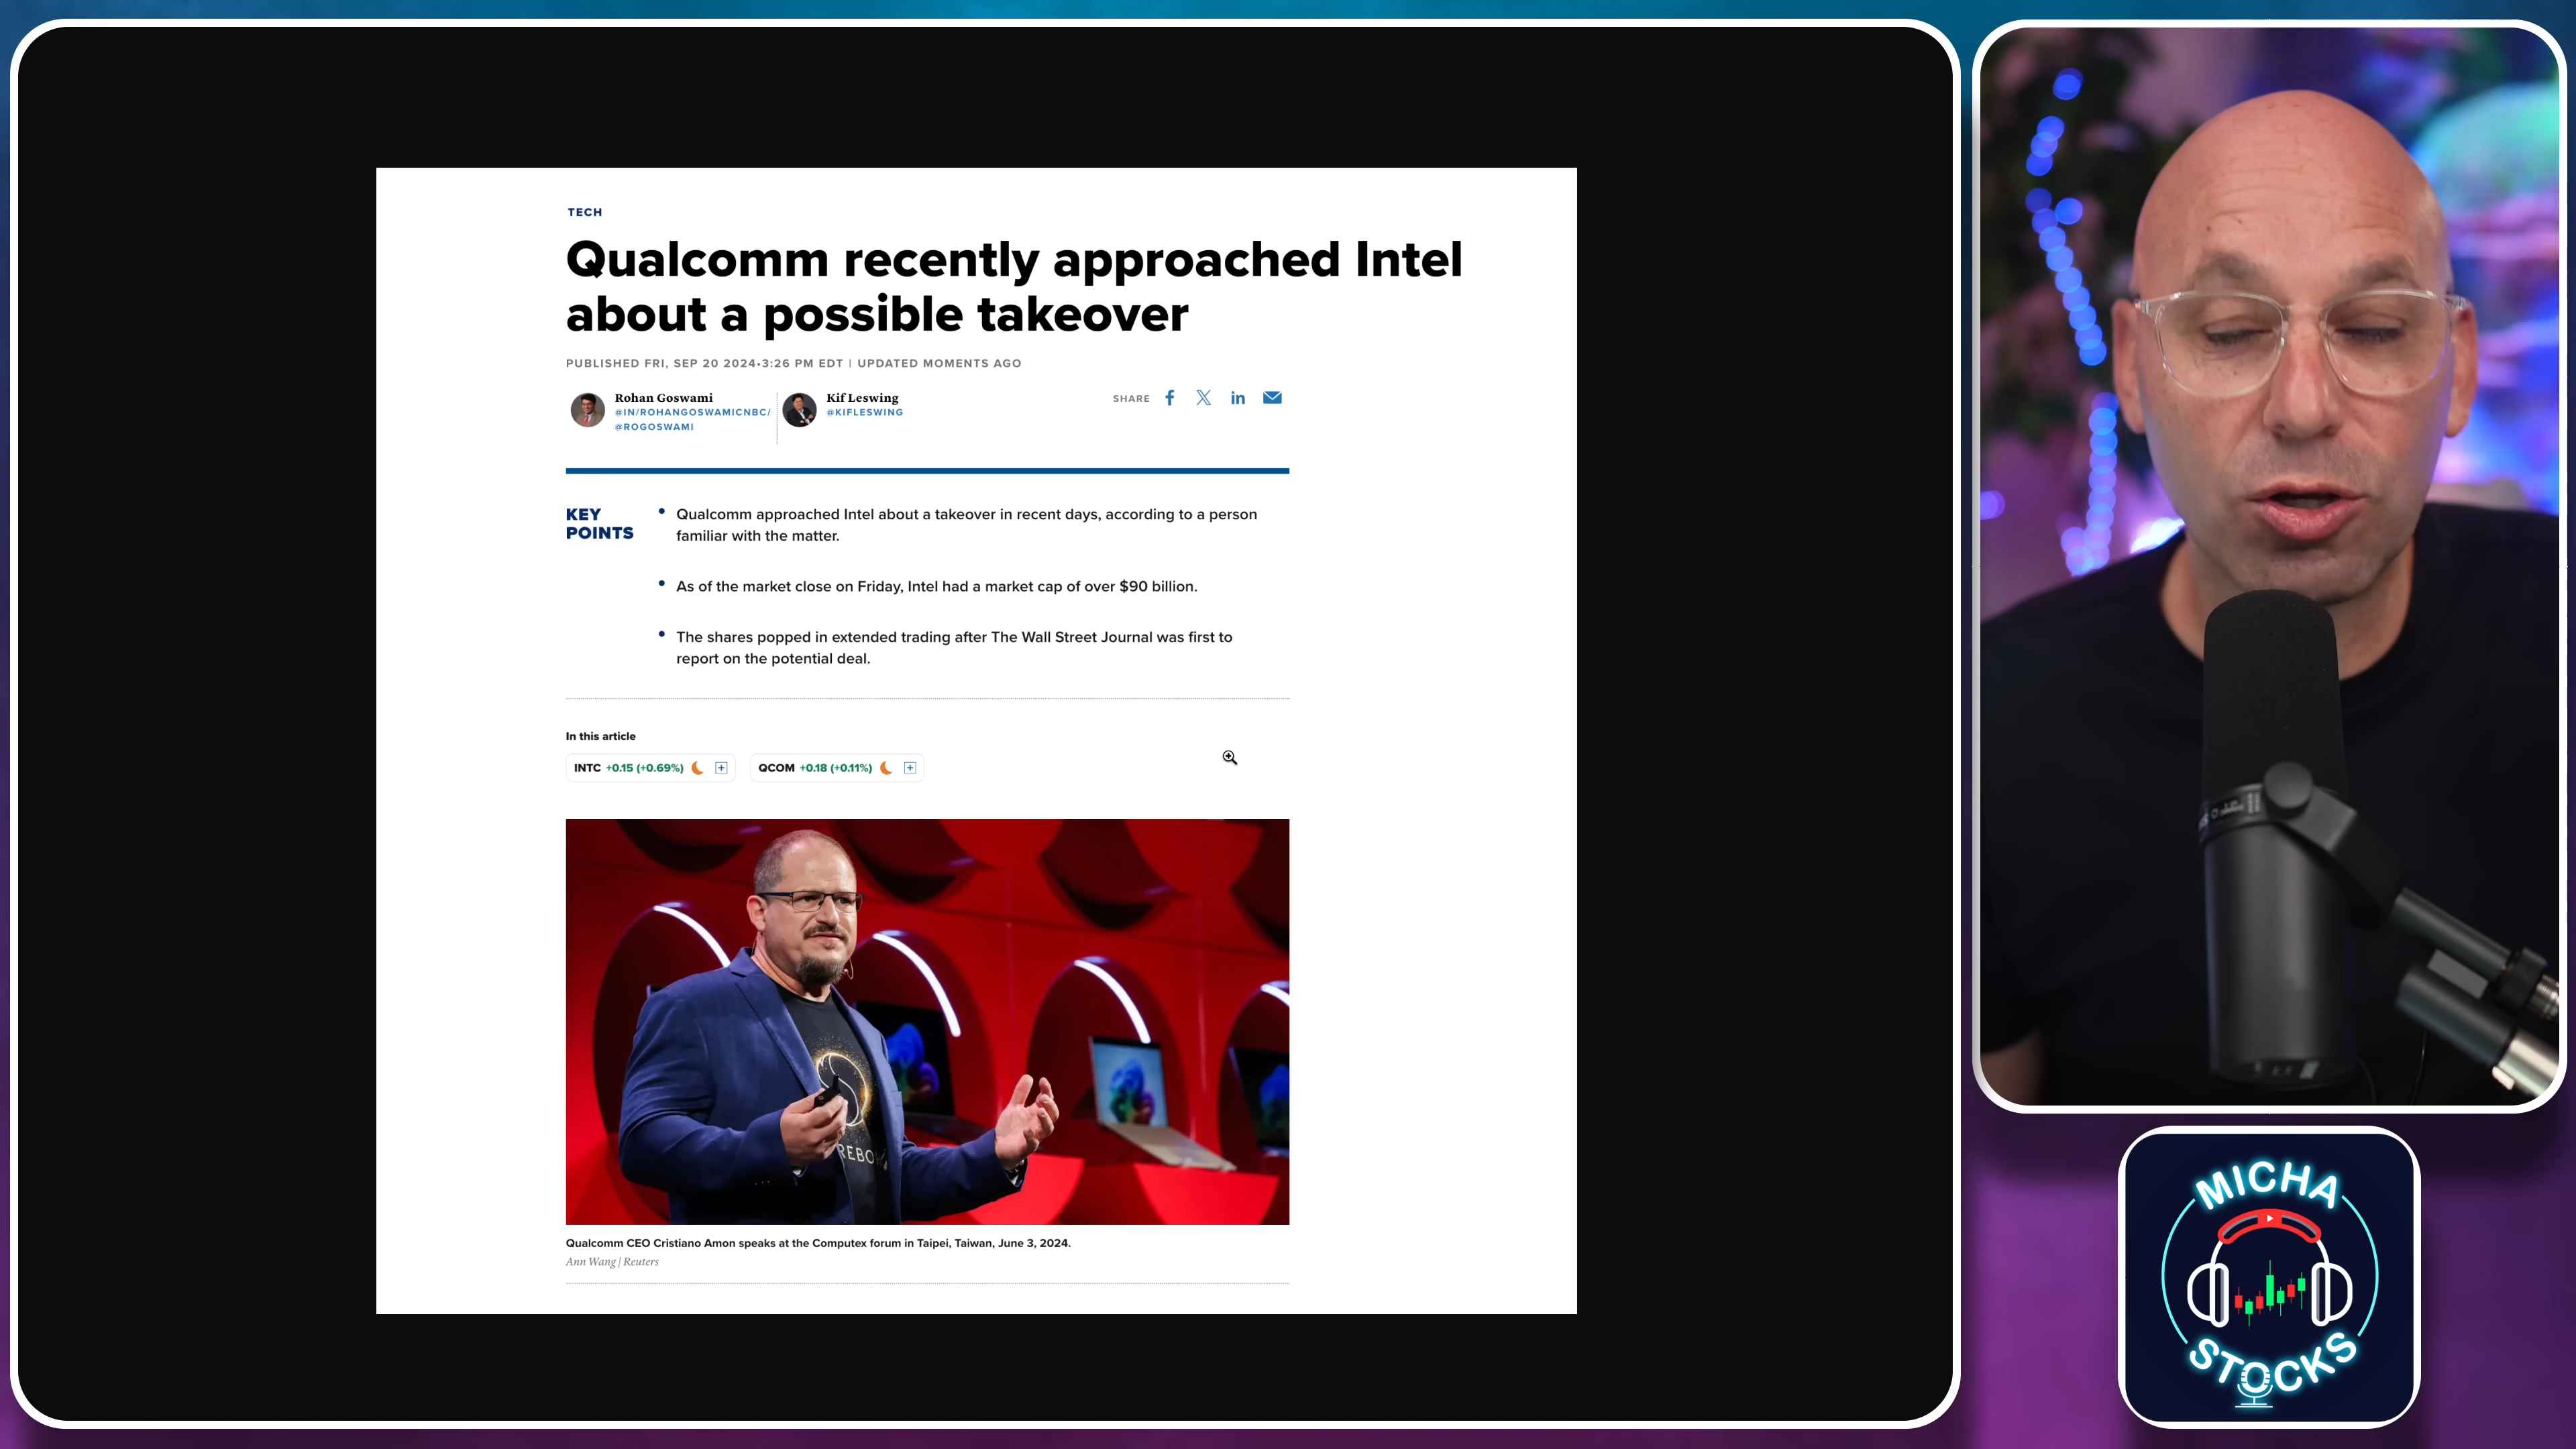 TECH
Qualcomm recently approached Intel
about a possible takeover
PUBLISHED FRI, SEP 20 2024•3:26 PM EDT | UPDATED MOMENTS AGO
Rohan Goswami
@IN/ROHANGOSWAMICNBC/
@ROGOSWAMI
Kif Leswing
@KIFLESWING
SHARE
KEY
POINTS
• Qualcomm approached Intel about a takeover in recent days, according to a person
familiar with the matter.
• As of the market close on Friday, Intel had a market cap of over $90 billion.
• The shares popped in extended trading after The Wall Street Journal was first to
report on the potential deal.
In this article
INTC +0.15 (+0.69%)
QCOM +0.18 (+0.11%)
Qualcomm CEO Cristiano Amon speaks at the Computex forum in Taipei, Taiwan, June 3, 2024.
Ann Wang | Reuters
MICHA
STOCKS